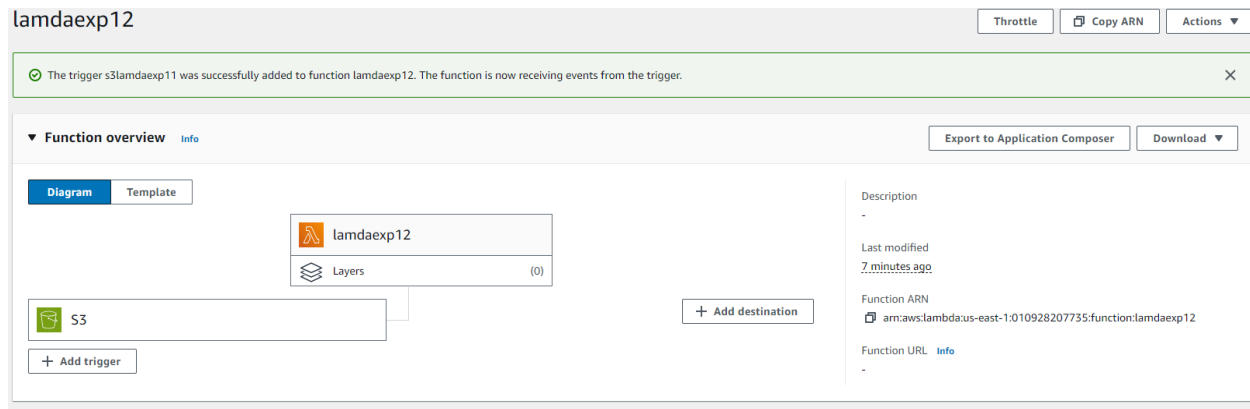 lamdaexp12
Throttle
Copy ARN
Actions
The trigger s3lamdaexp11 was successfully added to function lamdaexp12. The function is now receiving events from the trigger.
Function overview Info
Export to Application Composer
Download
Diagram
Template
lamdaexp12
Layers (0)
S3
+ Add trigger
+ Add destination
Description
-
Last modified
7 minutes ago
Function ARN
arn:aws:lambda:us-east-1:010928207735:function:lamdaexp12
Function URL Info
-